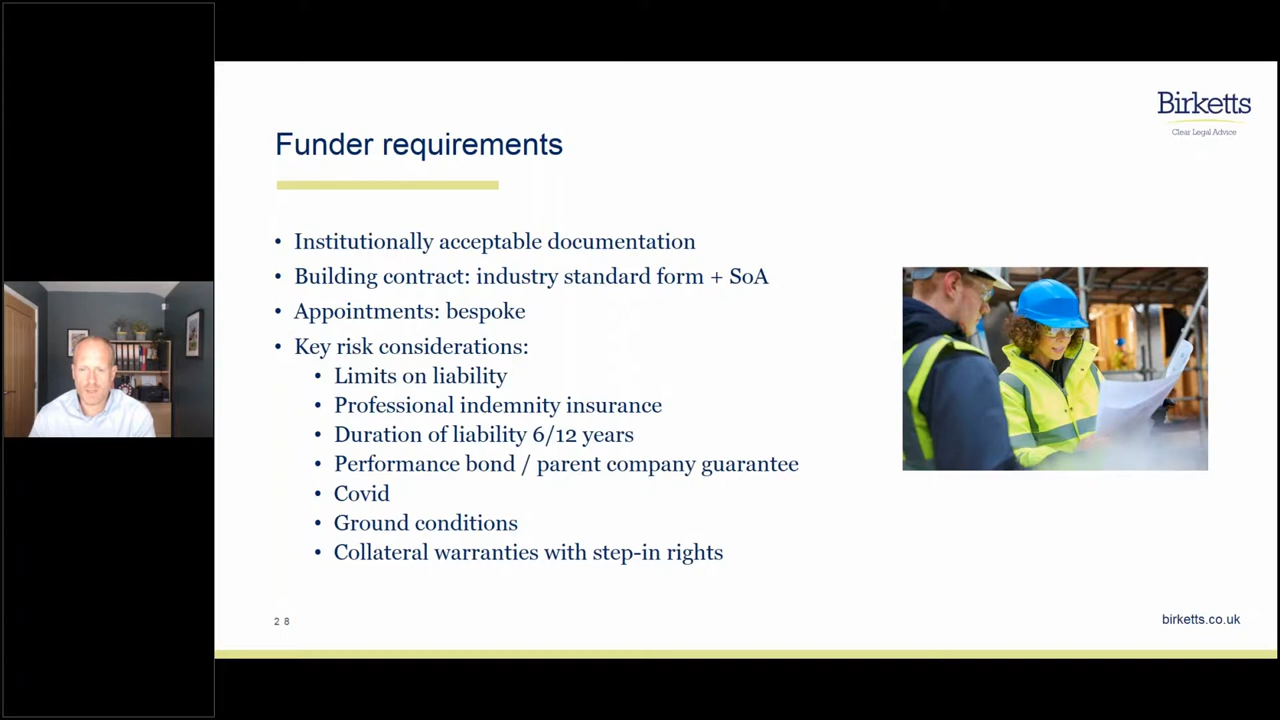 Birketts
Clear Legal Advice
Funder requirements
• Institutionally acceptable documentation
• Building contract: industry standard form + SoA
• Appointments: bespoke
• Key risk considerations:
• Limits on liability
• Professional indemnity insurance
• Duration of liability 6/12 years
• Performance bond / parent company guarantee
• Covid
• Ground conditions
• Collateral warranties with step-in rights
28
birketts.co.uk